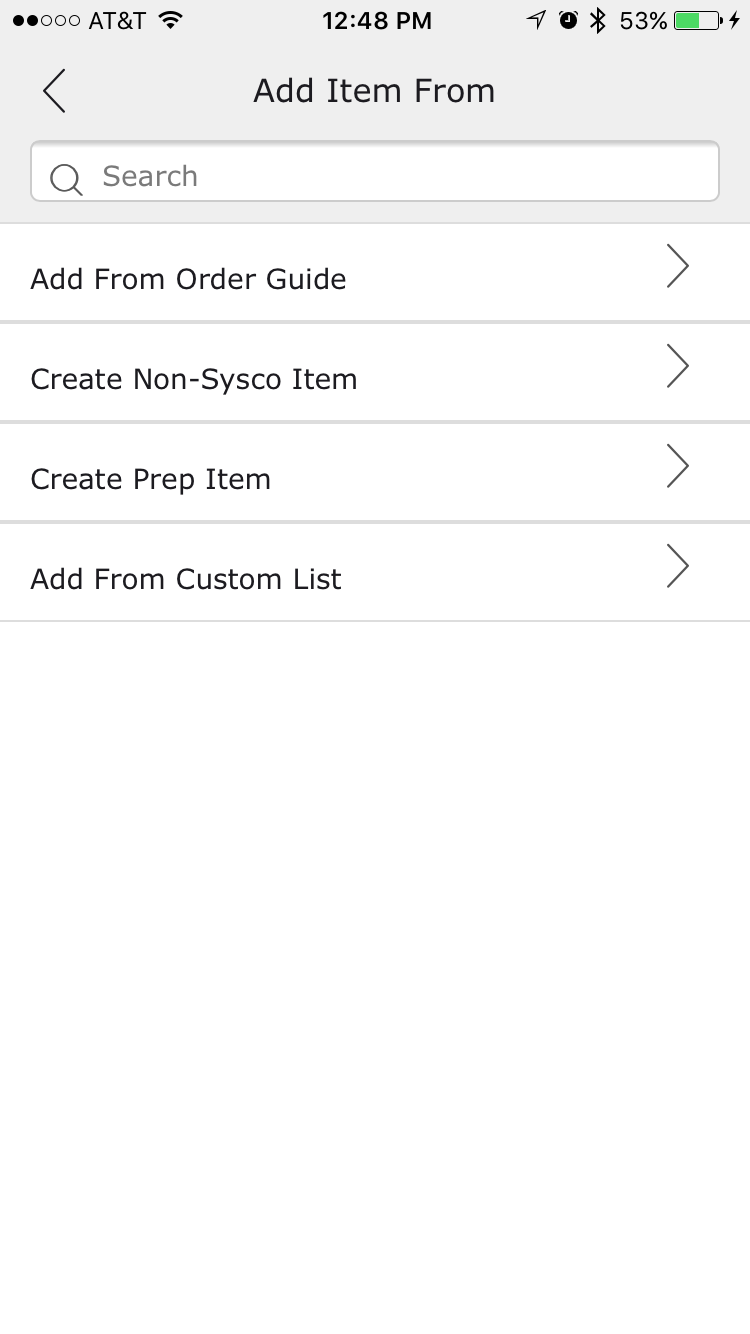 AT&T 12:48 PM 53%
Add Item From
Search
Add From Order Guide
Create Non-Sysco Item
Create Prep Item
Add From Custom List